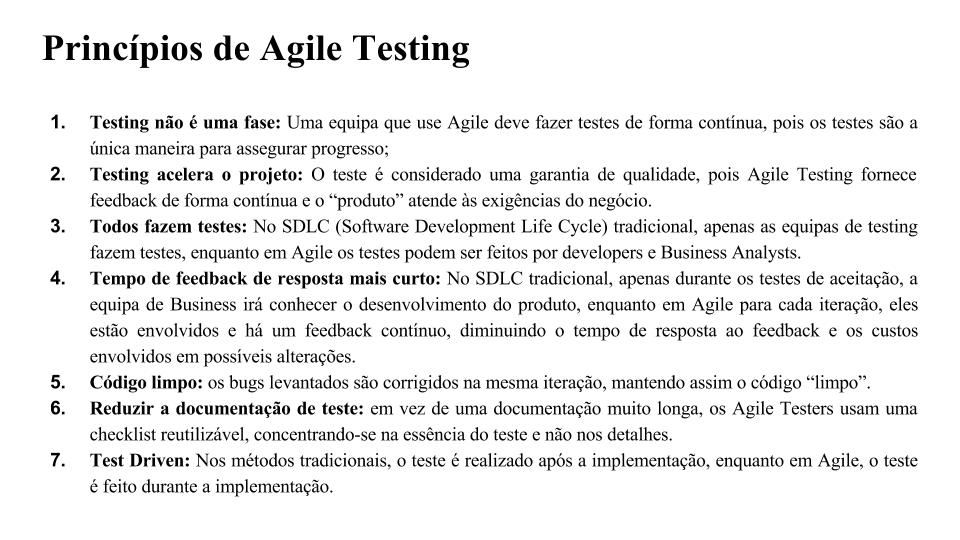 Princípios de Agile Testing
1. Testing não é uma fase: Uma equipa que use Agile deve fazer testes de forma contínua, pois os testes são a
única maneira para assegurar progresso;
2. Testing acelera o projeto: O teste é considerado uma garantia de qualidade, pois Agile Testing fornece
feedback de forma contínua e o “produto” atende às exigências do negócio.
3. Todos fazem testes: No SDLC (Software Development Life Cycle) tradicional, apenas as equipas de testing
fazem testes, enquanto em Agile os testes podem ser feitos por developers e Business Analysts.
4. Tempo de feedback de resposta mais curto: No SDLC tradicional, apenas durante os testes de aceitação, a
equipa de Business irá conhecer o desenvolvimento do produto, enquanto em Agile para cada iteração, eles
estão envolvidos e há um feedback contínuo, diminuindo o tempo de resposta ao feedback e os custos
envolvidos em possíveis alterações.
5. Código limpo: os bugs levantados são corrigidos na mesma iteração, mantendo assim o código “limpo”.
6. Reduzir a documentação de teste: em vez de uma documentação muito longa, os Agile Testers usam uma
checklist reutilizável, concentrando-se na essência do teste e não nos detalhes.
7. Test Driven: Nos métodos tradicionais, o teste é realizado após a implementação, enquanto em Agile, o teste
é feito durante a implementação.